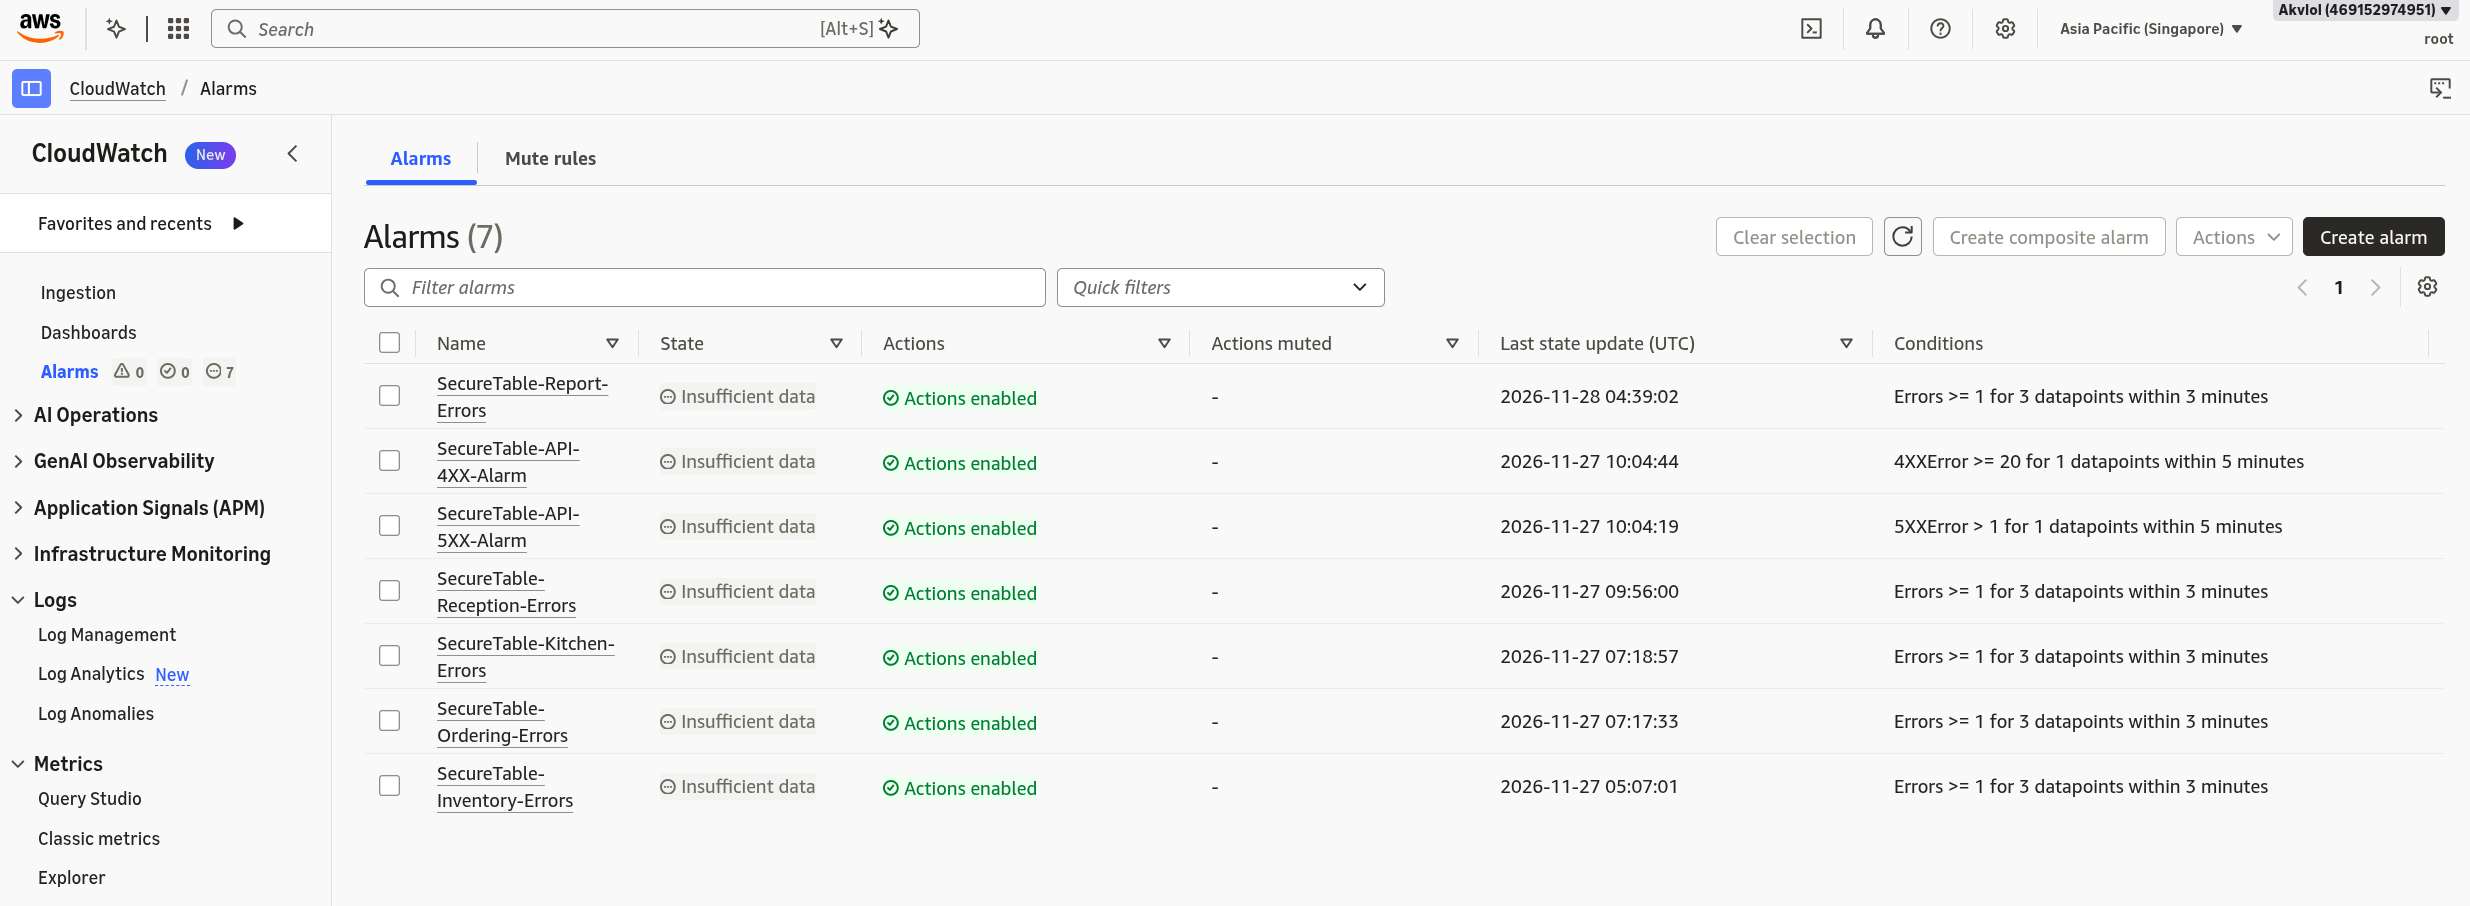 aws
Search
[Alt+S]
Asia Pacific (Singapore)
Akviol (469152974951)
root
CloudWatch / Alarms
CloudWatch New
Favorites and recents
Ingestion
Dashboards
Alarms 0 0 7
AI Operations
GenAI Observability
Application Signals (APM)
Infrastructure Monitoring
Logs
Log Management
Log Analytics New
Log Anomalies
Metrics
Query Studio
Classic metrics
Explorer
Alarms Mute rules
Alarms (7)
Clear selection
Create composite alarm
Actions
Create alarm
Filter alarms
Quick filters
1
Name State Actions Actions muted Last state update (UTC) Conditions
SecureTable-Report-
Errors
Insufficient data Actions enabled - 2026-11-28 04:39:02 Errors >= 1 for 3 datapoints within 3 minutes
SecureTable-API-
4XX-Alarm
Insufficient data Actions enabled - 2026-11-27 10:04:44 4XXError >= 20 for 1 datapoints within 5 minutes
SecureTable-API-
5XX-Alarm
Insufficient data Actions enabled - 2026-11-27 10:04:19 5XXError > 1 for 1 datapoints within 5 minutes
SecureTable-
Reception-Errors
Insufficient data Actions enabled - 2026-11-27 09:56:00 Errors >= 1 for 3 datapoints within 3 minutes
SecureTable-Kitchen-
Errors
Insufficient data Actions enabled - 2026-11-27 07:18:57 Errors >= 1 for 3 datapoints within 3 minutes
SecureTable-
Ordering-Errors
Insufficient data Actions enabled - 2026-11-27 07:17:33 Errors >= 1 for 3 datapoints within 3 minutes
SecureTable-
Inventory-Errors
Insufficient data Actions enabled - 2026-11-27 05:07:01 Errors >= 1 for 3 datapoints within 3 minutes